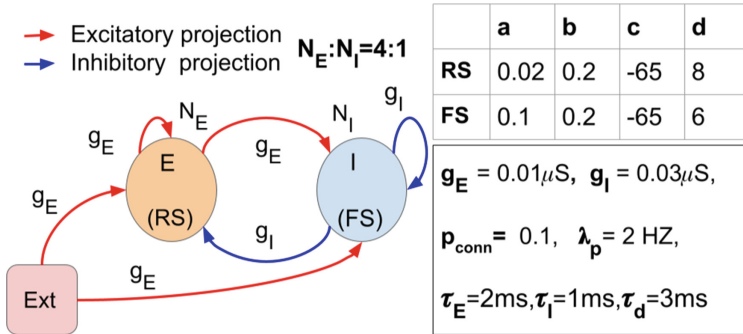 Excitatory projection
Inhibitory projection
N_E:N_I=4:1
N_E
N_I
g_I
g_E
g_E
E
I
g_E
(RS)
(FS)
g_I
g_E
Ext
a b c d
RS 0.02 0.2 -65 8
FS 0.1 0.2 -65 6
g_E = 0.01μS, g_I = 0.03μS,
p_conn= 0.1, λ_p= 2 HZ,
τ_E=2ms,τ_I=1ms,τ_d=3ms